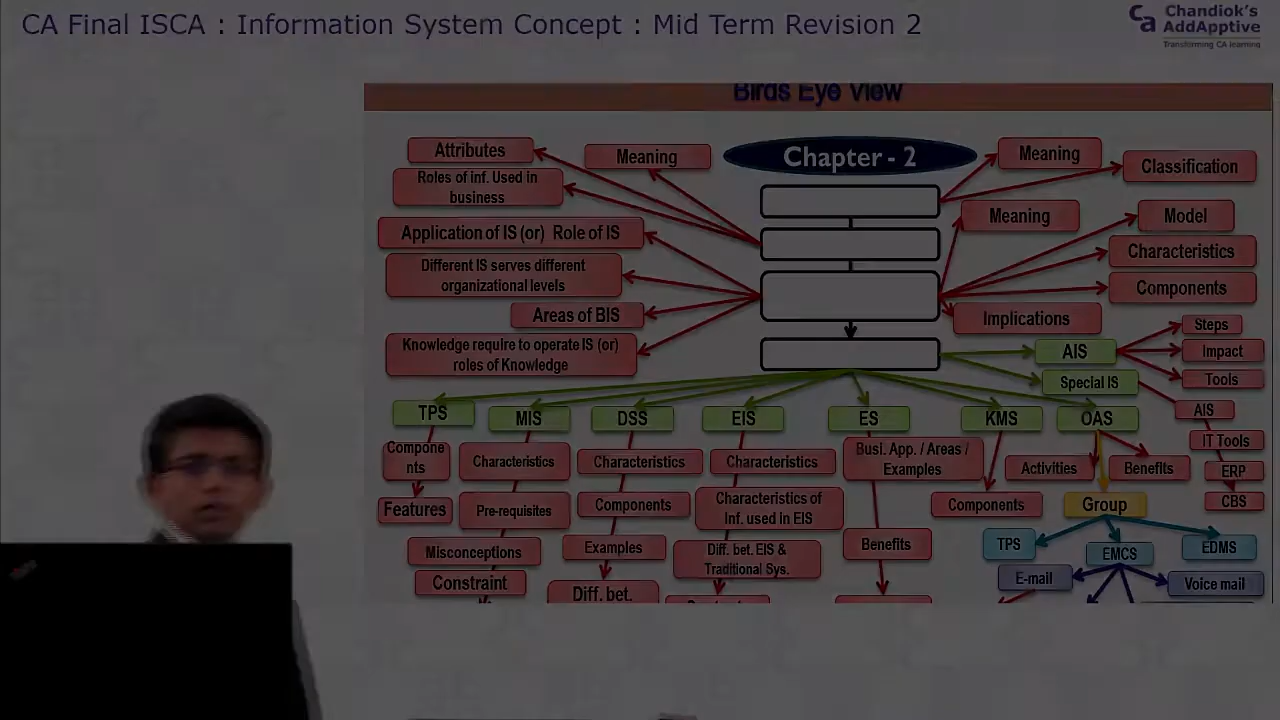 CA Final ISCA : Information System Concept : Mid Term Revision 2
Ca Chandiok's
AddApptive
Transforming CA learning
Birds Eye View
Chapter - 2
Attributes
Meaning
Roles of inf. Used in
business
Application of IS (or) Role of IS
Different IS serves different
organizational levels
Areas of BIS
Knowledge require to operate IS (or)
roles of Knowledge
Meaning
Classification
Meaning
Model
Characteristics
Components
Implications
Steps
AIS
Impact
Special IS
Tools
AIS
IT Tools
ERP
CBS
TPS
MIS
DSS
EIS
ES
KMS
OAS
Compone
nts
Characteristics
Characteristics
Characteristics
Busi. App. / Areas /
Examples
Activities
Benefits
Features
Pre-requisites
Components
Characteristics of
Inf. used in EIS
Components
Group
Misconceptions
Examples
Diff. bet. EIS &
Traditional Sys.
Benefits
TPS
EMCS
EDMS
Constraint
Diff. bet.
E-mail
Voice mail